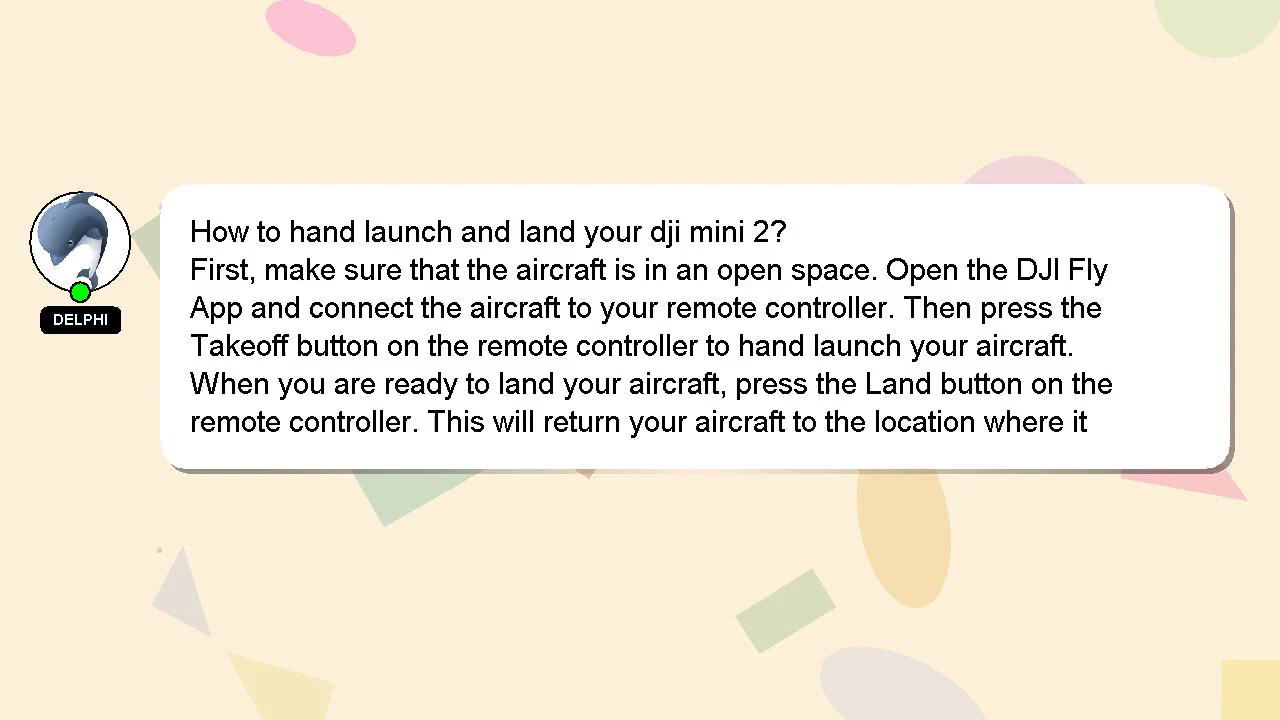 How to hand launch and land your dji mini 2?
First, make sure that the aircraft is in an open space. Open the DJI Fly
App and connect the aircraft to your remote controller. Then press the
Takeoff button on the remote controller to hand launch your aircraft.
When you are ready to land your aircraft, press the Land button on the
remote controller. This will return your aircraft to the location where it
DELPHI